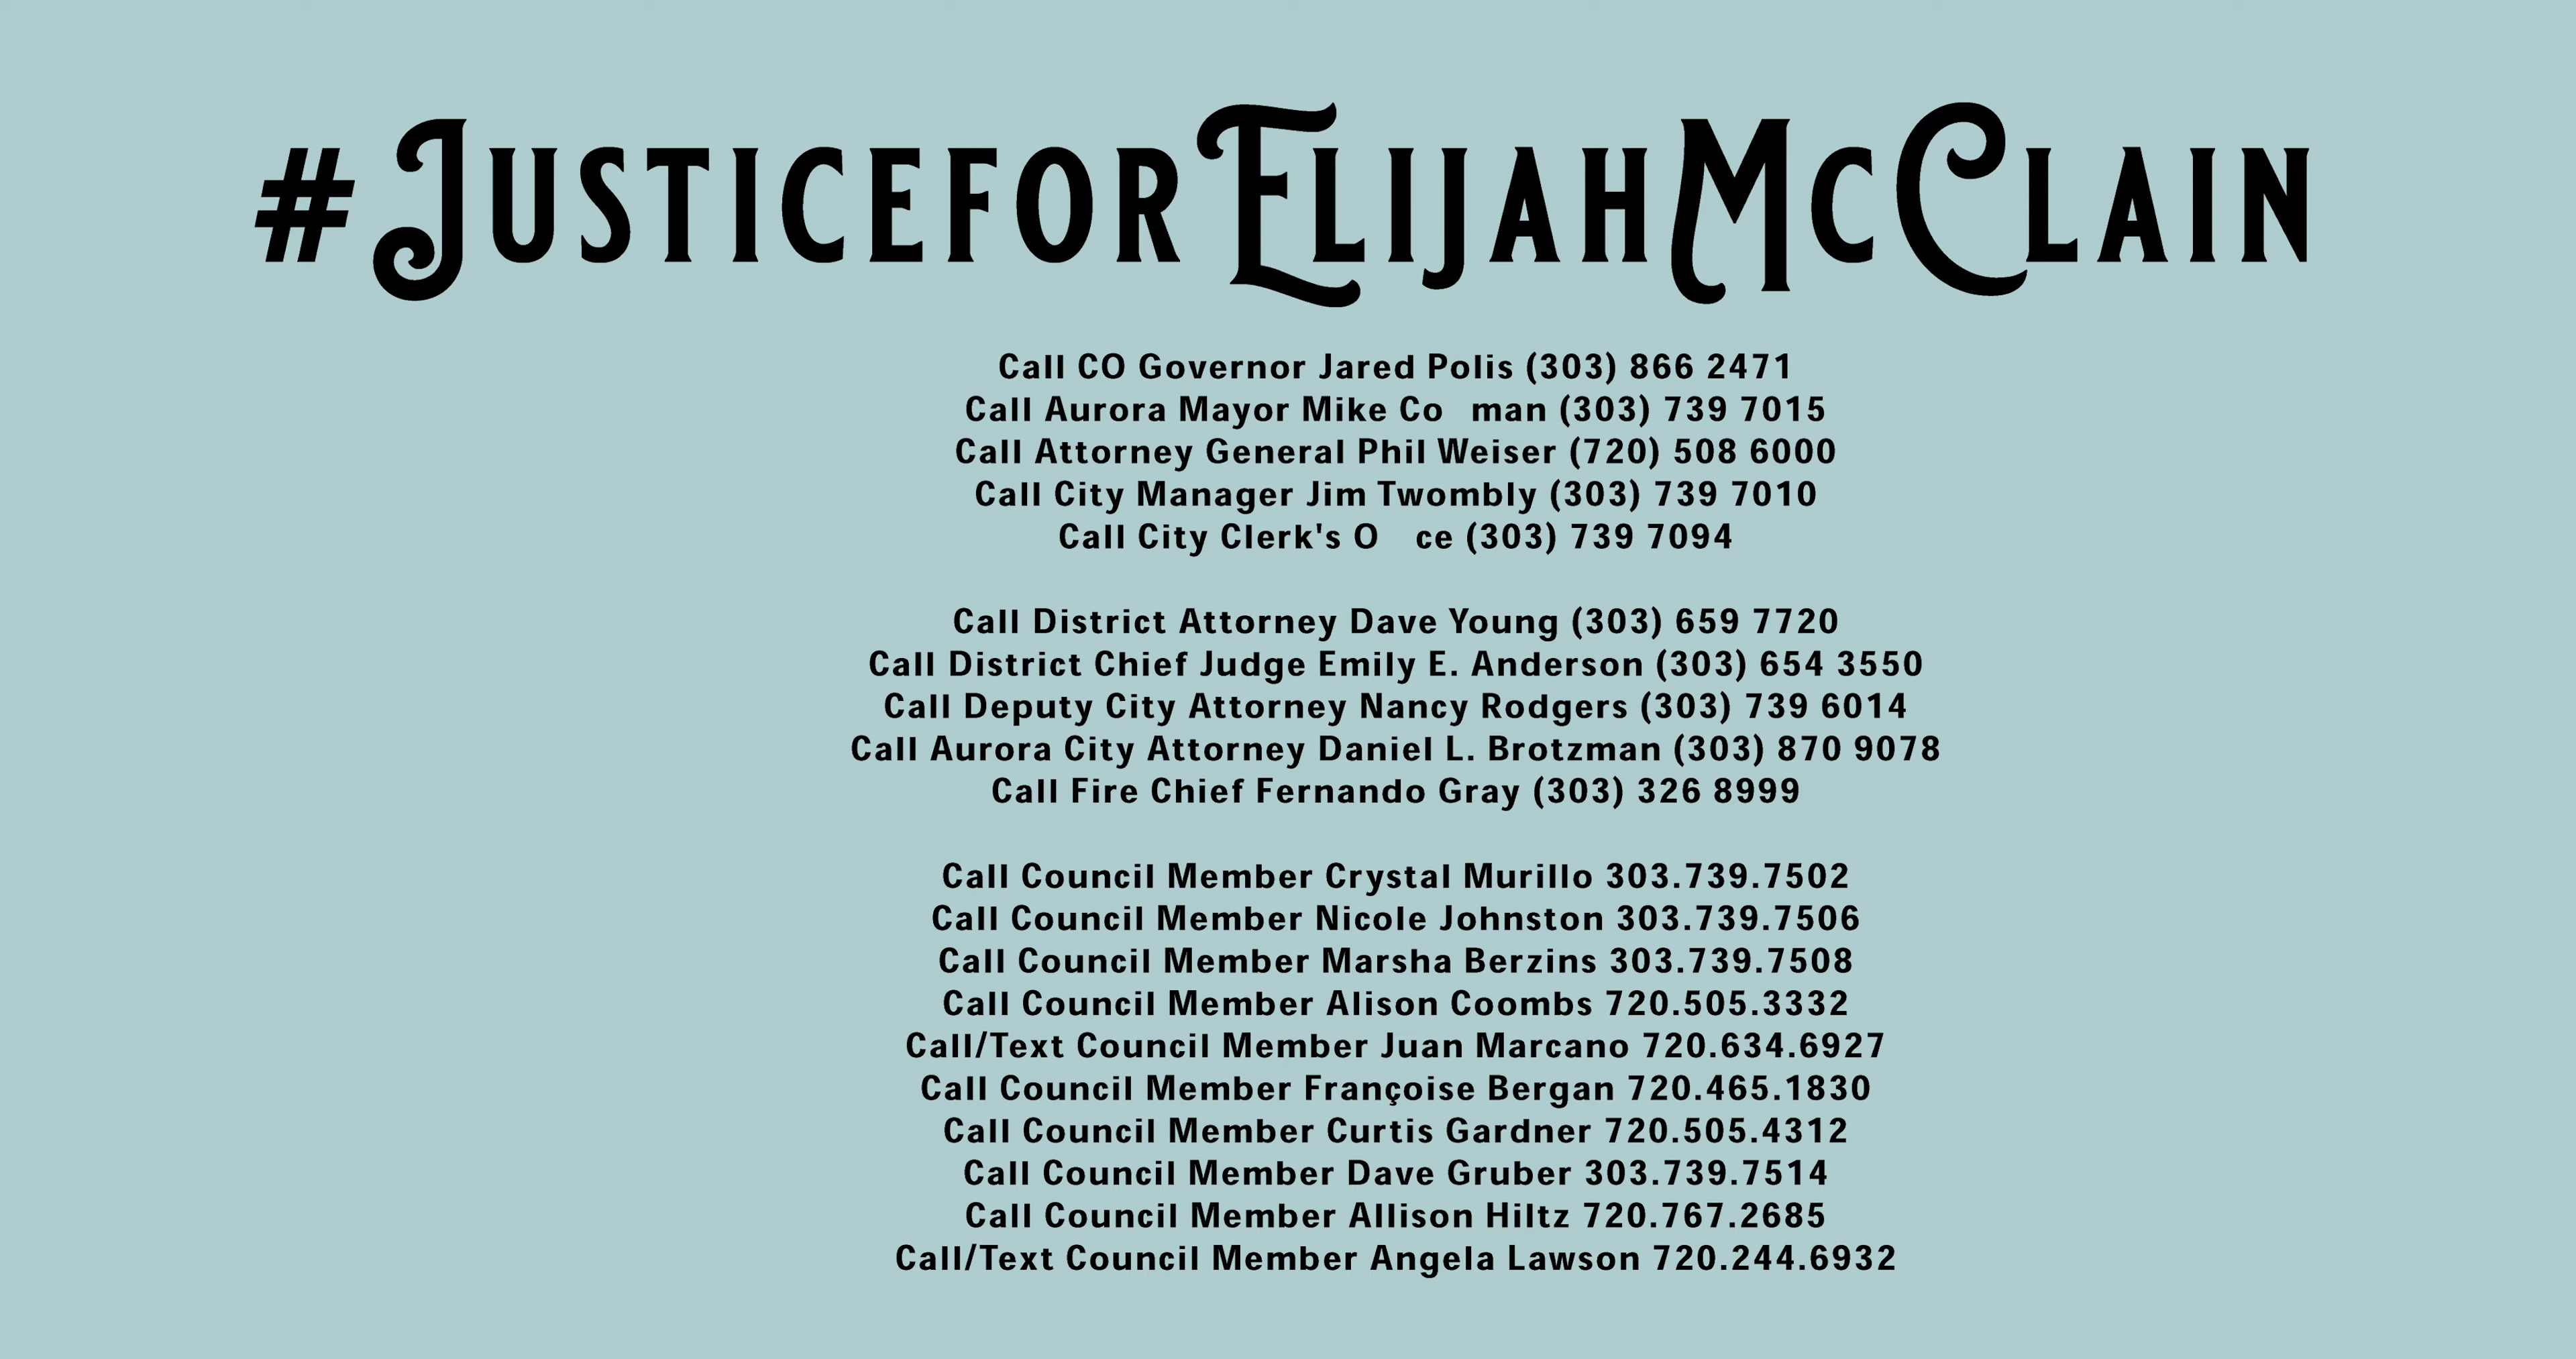 #JusticeforElijahMcClain
Call CO Governor Jared Polis (303) 866 2471
Call Aurora Mayor Mike Co man (303) 739 7015
Call Attorney General Phil Weiser (720) 508 6000
Call City Manager Jim Twombly (303) 739 7010
Call City Clerk's O ce (303) 739 7094
Call District Attorney Dave Young (303) 659 7720
Call District Chief Judge Emily E. Anderson (303) 654 3550
Call Deputy City Attorney Nancy Rodgers (303) 739 6014
Call Aurora City Attorney Daniel L. Brotzman (303) 870 9078
Call Fire Chief Fernando Gray (303) 326 8999
Call Council Member Crystal Murillo 303.739.7502
Call Council Member Nicole Johnston 303.739.7506
Call Council Member Marsha Berzins 303.739.7508
Call Council Member Alison Coombs 720.505.3332
Call/Text Council Member Juan Marcano 720.634.6927
Call Council Member Françoise Bergan 720.465.1830
Call Council Member Curtis Gardner 720.505.4312
Call Council Member Dave Gruber 303.739.7514
Call Council Member Allison Hiltz 720.767.2685
Call/Text Council Member Angela Lawson 720.244.6932